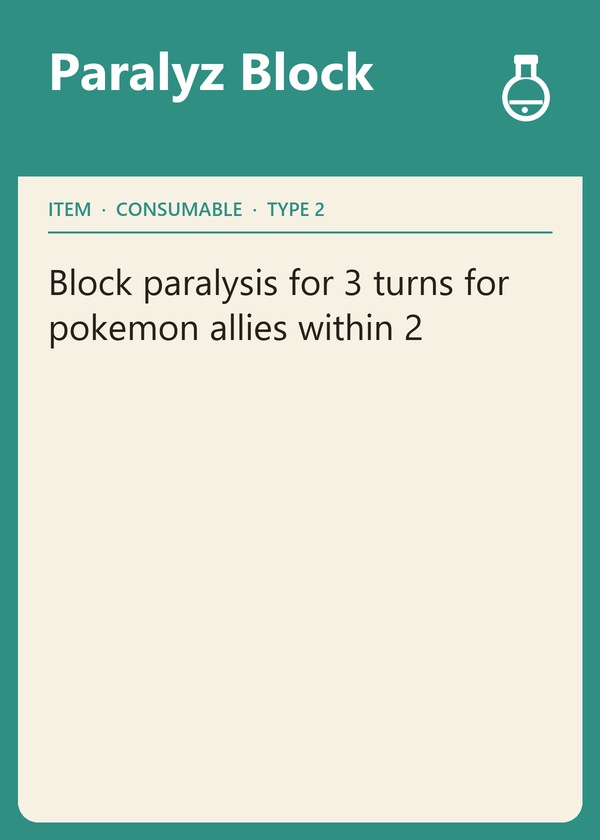 Paralyz Block
ITEM · CONSUMABLE · TYPE 2
Block paralysis for 3 turns for
pokemon allies within 2